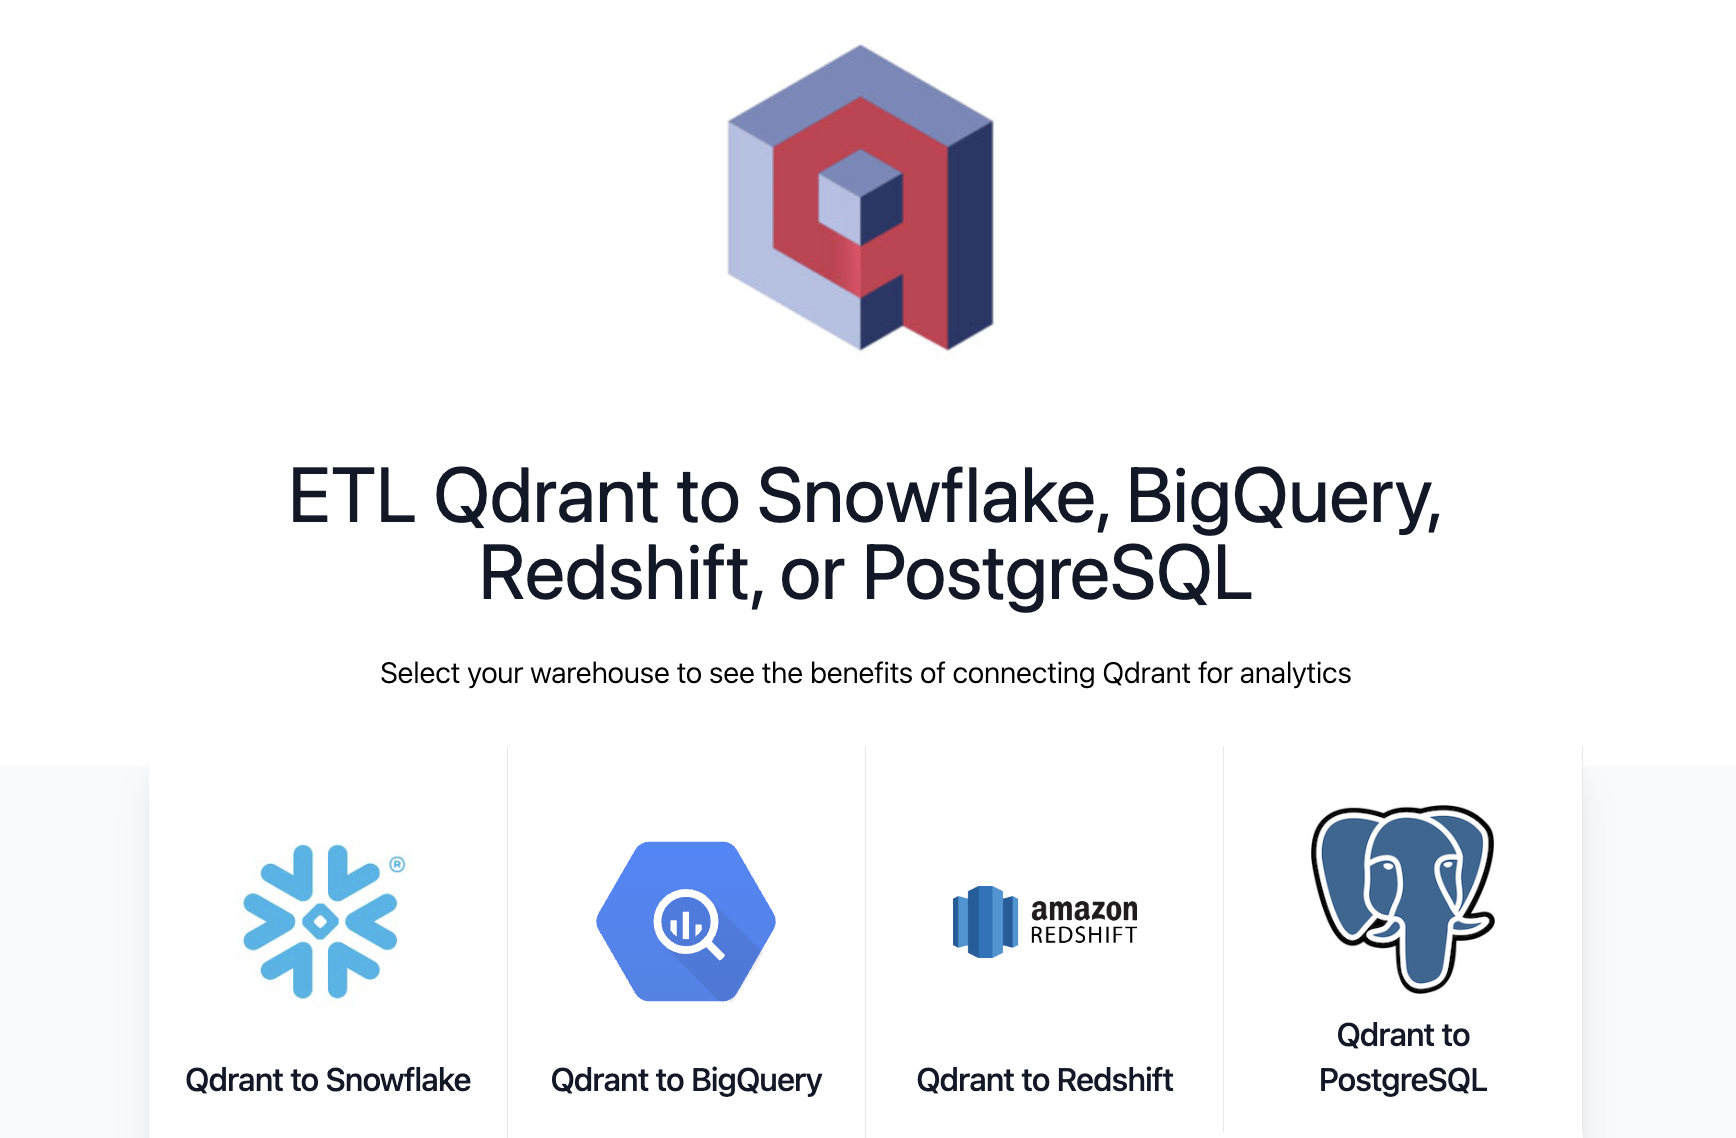 ETL Qdrant to Snowflake, BigQuery,
Redshift, or PostgreSQL
Select your warehouse to see the benefits of connecting Qdrant for analytics
®
amazon
REDSHIFT
Qdrant to Snowflake
Qdrant to BigQuery
Qdrant to Redshift
Qdrant to
PostgreSQL